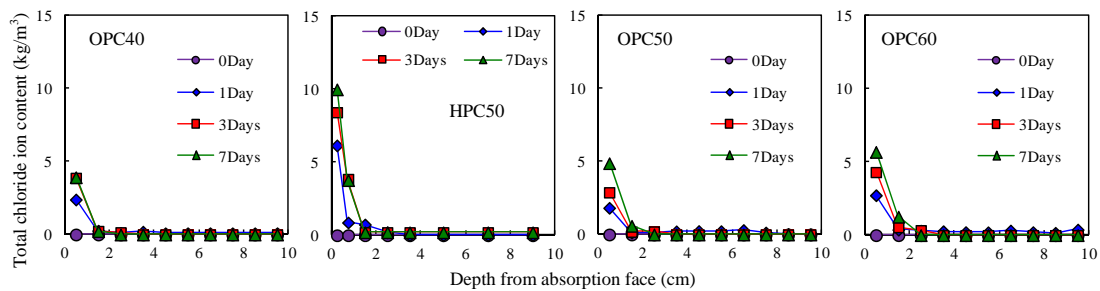 Total chloride ion content (kg/m³)
15
10
5
0
OPC40
0Day
1Day
3Days
7Days
0 2 4 6 8 10
15
10
5
0
0Day 1Day
3Days 7Days
HPC50
0 2 4 6 8 10
15
10
5
0
OPC50
0Day
1Day
3Days
7Days
0 2 4 6 8 10
15
10
5
0
OPC60
0Day
1Day
3Days
7Days
0 2 4 6 8 10
Depth from absorption face (cm)